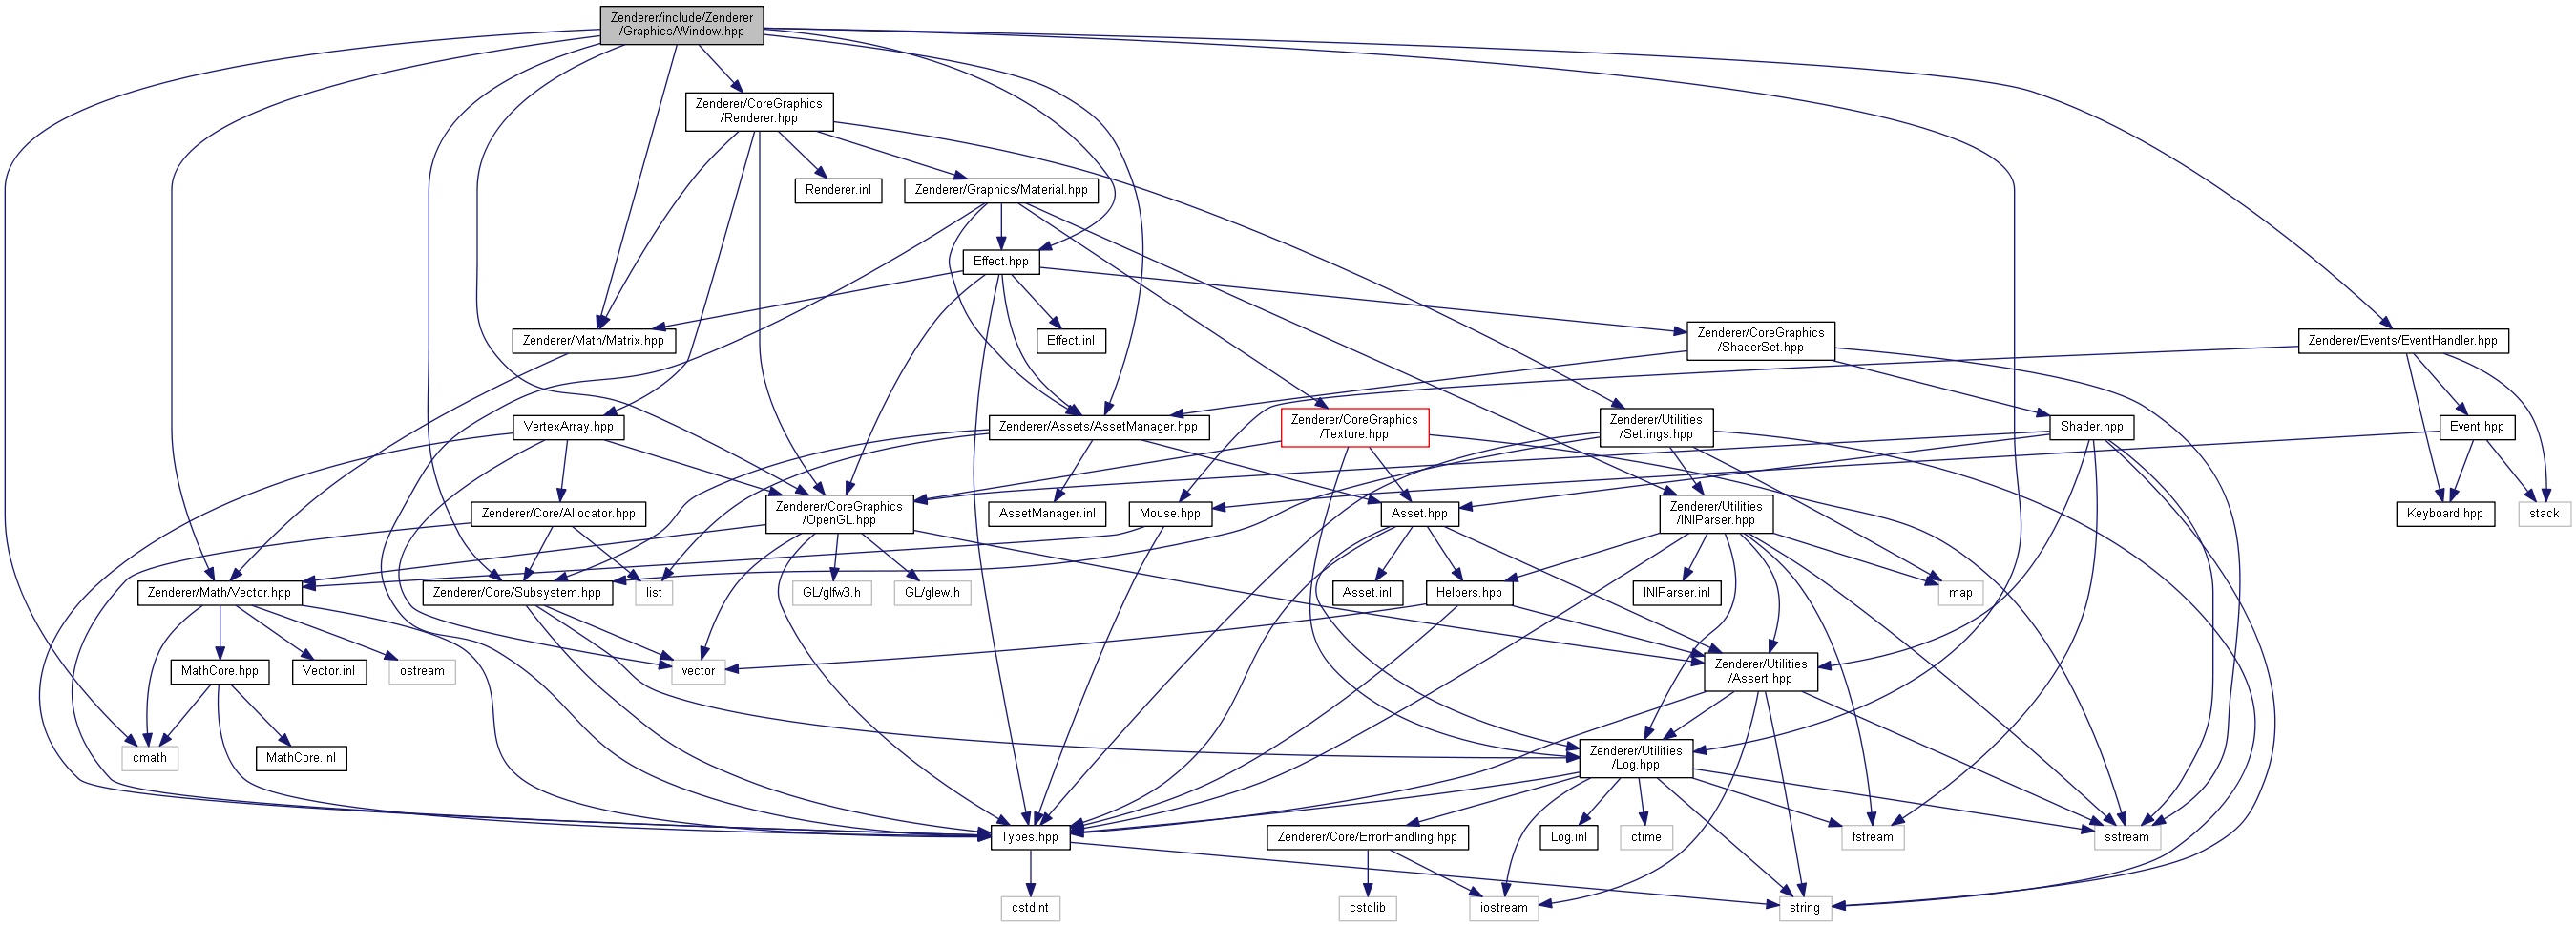 Zenderer/include/Zenderer
/Graphics/Window.hpp
Zenderer/CoreGraphics
/Renderer.hpp
Renderer.inl
Zenderer/Graphics/Material.hpp
Effect.hpp
Zenderer/Math/Matrix.hpp
Effect.inl
Zenderer/CoreGraphics
/ShaderSet.hpp
Zenderer/Events/EventHandler.hpp
VertexArray.hpp
Zenderer/Assets/AssetManager.hpp
Zenderer/CoreGraphics
/Texture.hpp
Zenderer/Utilities
/Settings.hpp
Shader.hpp
Event.hpp
Zenderer/Core/Allocator.hpp
Zenderer/CoreGraphics
/OpenGL.hpp
AssetManager.inl
Mouse.hpp
Asset.hpp
Zenderer/Utilities
/INIParser.hpp
Keyboard.hpp
stack
Zenderer/Math/Vector.hpp
Zenderer/Core/Subsystem.hpp
list
GL/glfw3.h
GL/glew.h
Asset.inl
Helpers.hpp
INIParser.inl
map
MathCore.hpp
Vector.inl
ostream
vector
Zenderer/Utilities
/Assert.hpp
cmath
MathCore.inl
Zenderer/Utilities
/Log.hpp
Types.hpp
Zenderer/Core/ErrorHandling.hpp
Log.inl
ctime
fstream
sstream
cstdint
cstdlib
iostream
string